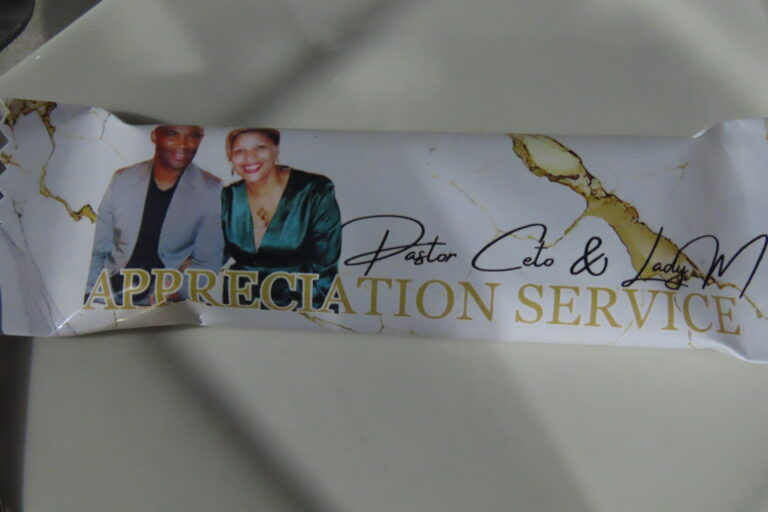 Pastor Ceto & Lady M
APPRECIATION SERVICE